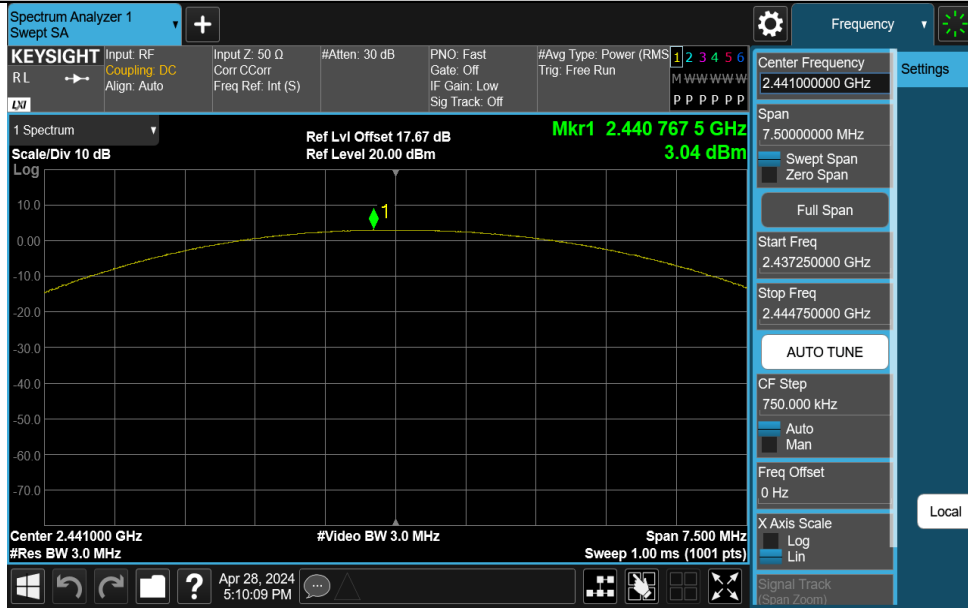 Spectrum Analyzer 1
Swept SA
+
Frequency
KEYSIGHT
R L
LXI
Input: RF
Coupling: DC
Align: Auto
Input Z: 50 Ω
Corr CCorr
Freq Ref: Int (S)
#Atten: 30 dB
PNO: Fast
Gate: Off
IF Gain: Low
Sig Track: Off
#Avg Type: Power (RMS
Trig: Free Run
1 2 3 4 5 6
M W W W W W
P P P P P P
1 Spectrum
Scale/Div 10 dB
Log
Ref Lvl Offset 17.67 dB
Ref Level 20.00 dBm
Mkr1 2.440 767 5 GHz
3.04 dBm
1
10.0
0.00
-10.0
-20.0
-30.0
-40.0
-50.0
-60.0
-70.0
Center 2.441000 GHz
#Res BW 3.0 MHz
#Video BW 3.0 MHz
Span 7.500 MHz
Sweep 1.00 ms (1001 pts)
Center Frequency
2.441000000 GHz
Settings
Span
7.50000000 MHz
Swept Span
Zero Span
Full Span
Start Freq
2.437250000 GHz
Stop Freq
2.444750000 GHz
AUTO TUNE
CF Step
750.000 kHz
Auto
Man
Freq Offset
0 Hz
Local
X Axis Scale
Log
Lin
Signal Track
(Span Zoom)
?
Apr 28, 2024
5:10:09 PM